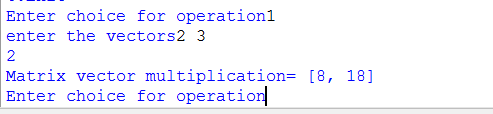 Enter choice for operation1
enter the vectors2 3
2
Matrix vector multiplication= [8, 18]
Enter choice for operation